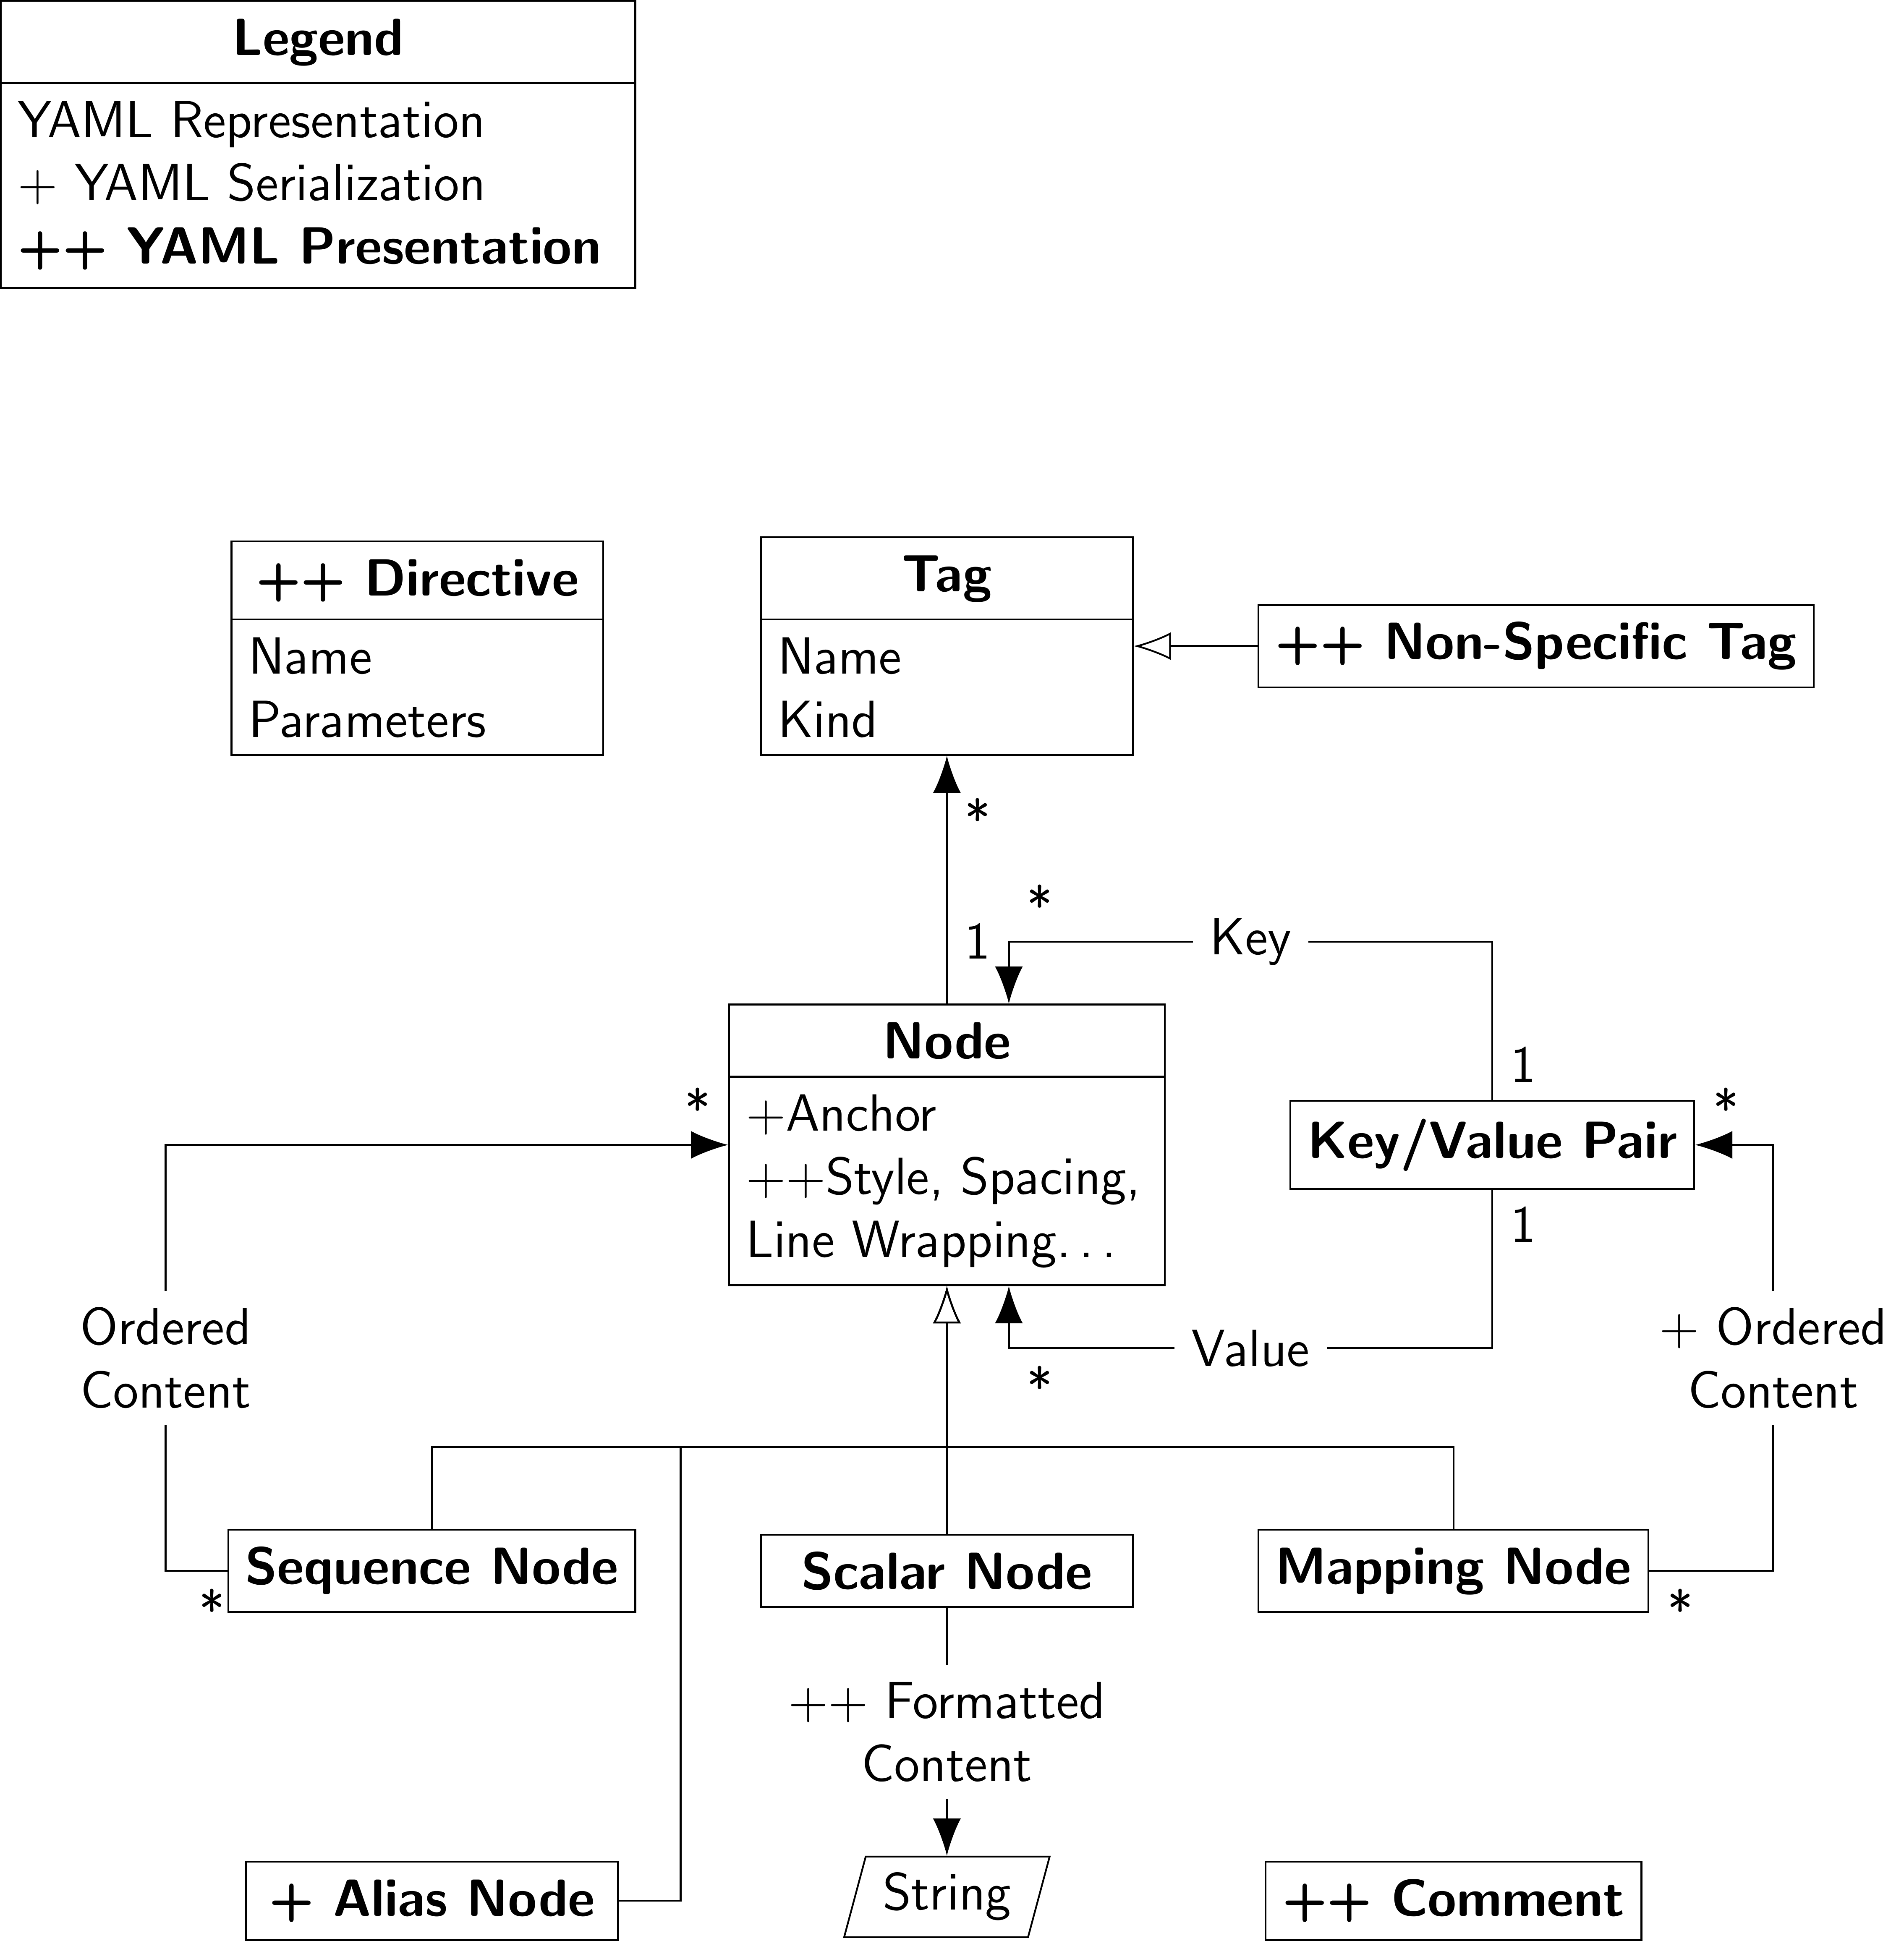 Legend
YAML Representation
+ YAML Serialization
++ YAML Presentation
++ Directive
Name
Parameters
Tag
Name
Kind
++ Non-Specific Tag
*
1
*
Key
1
Node
+Anchor
++Style, Spacing,
Line Wrapping...
*
Key/Value Pair
*
1
Value
*
Ordered
Content
+ Ordered
Content
Sequence Node
*
Scalar Node
Mapping Node
*
++ Formatted
Content
+ Alias Node
String
++ Comment